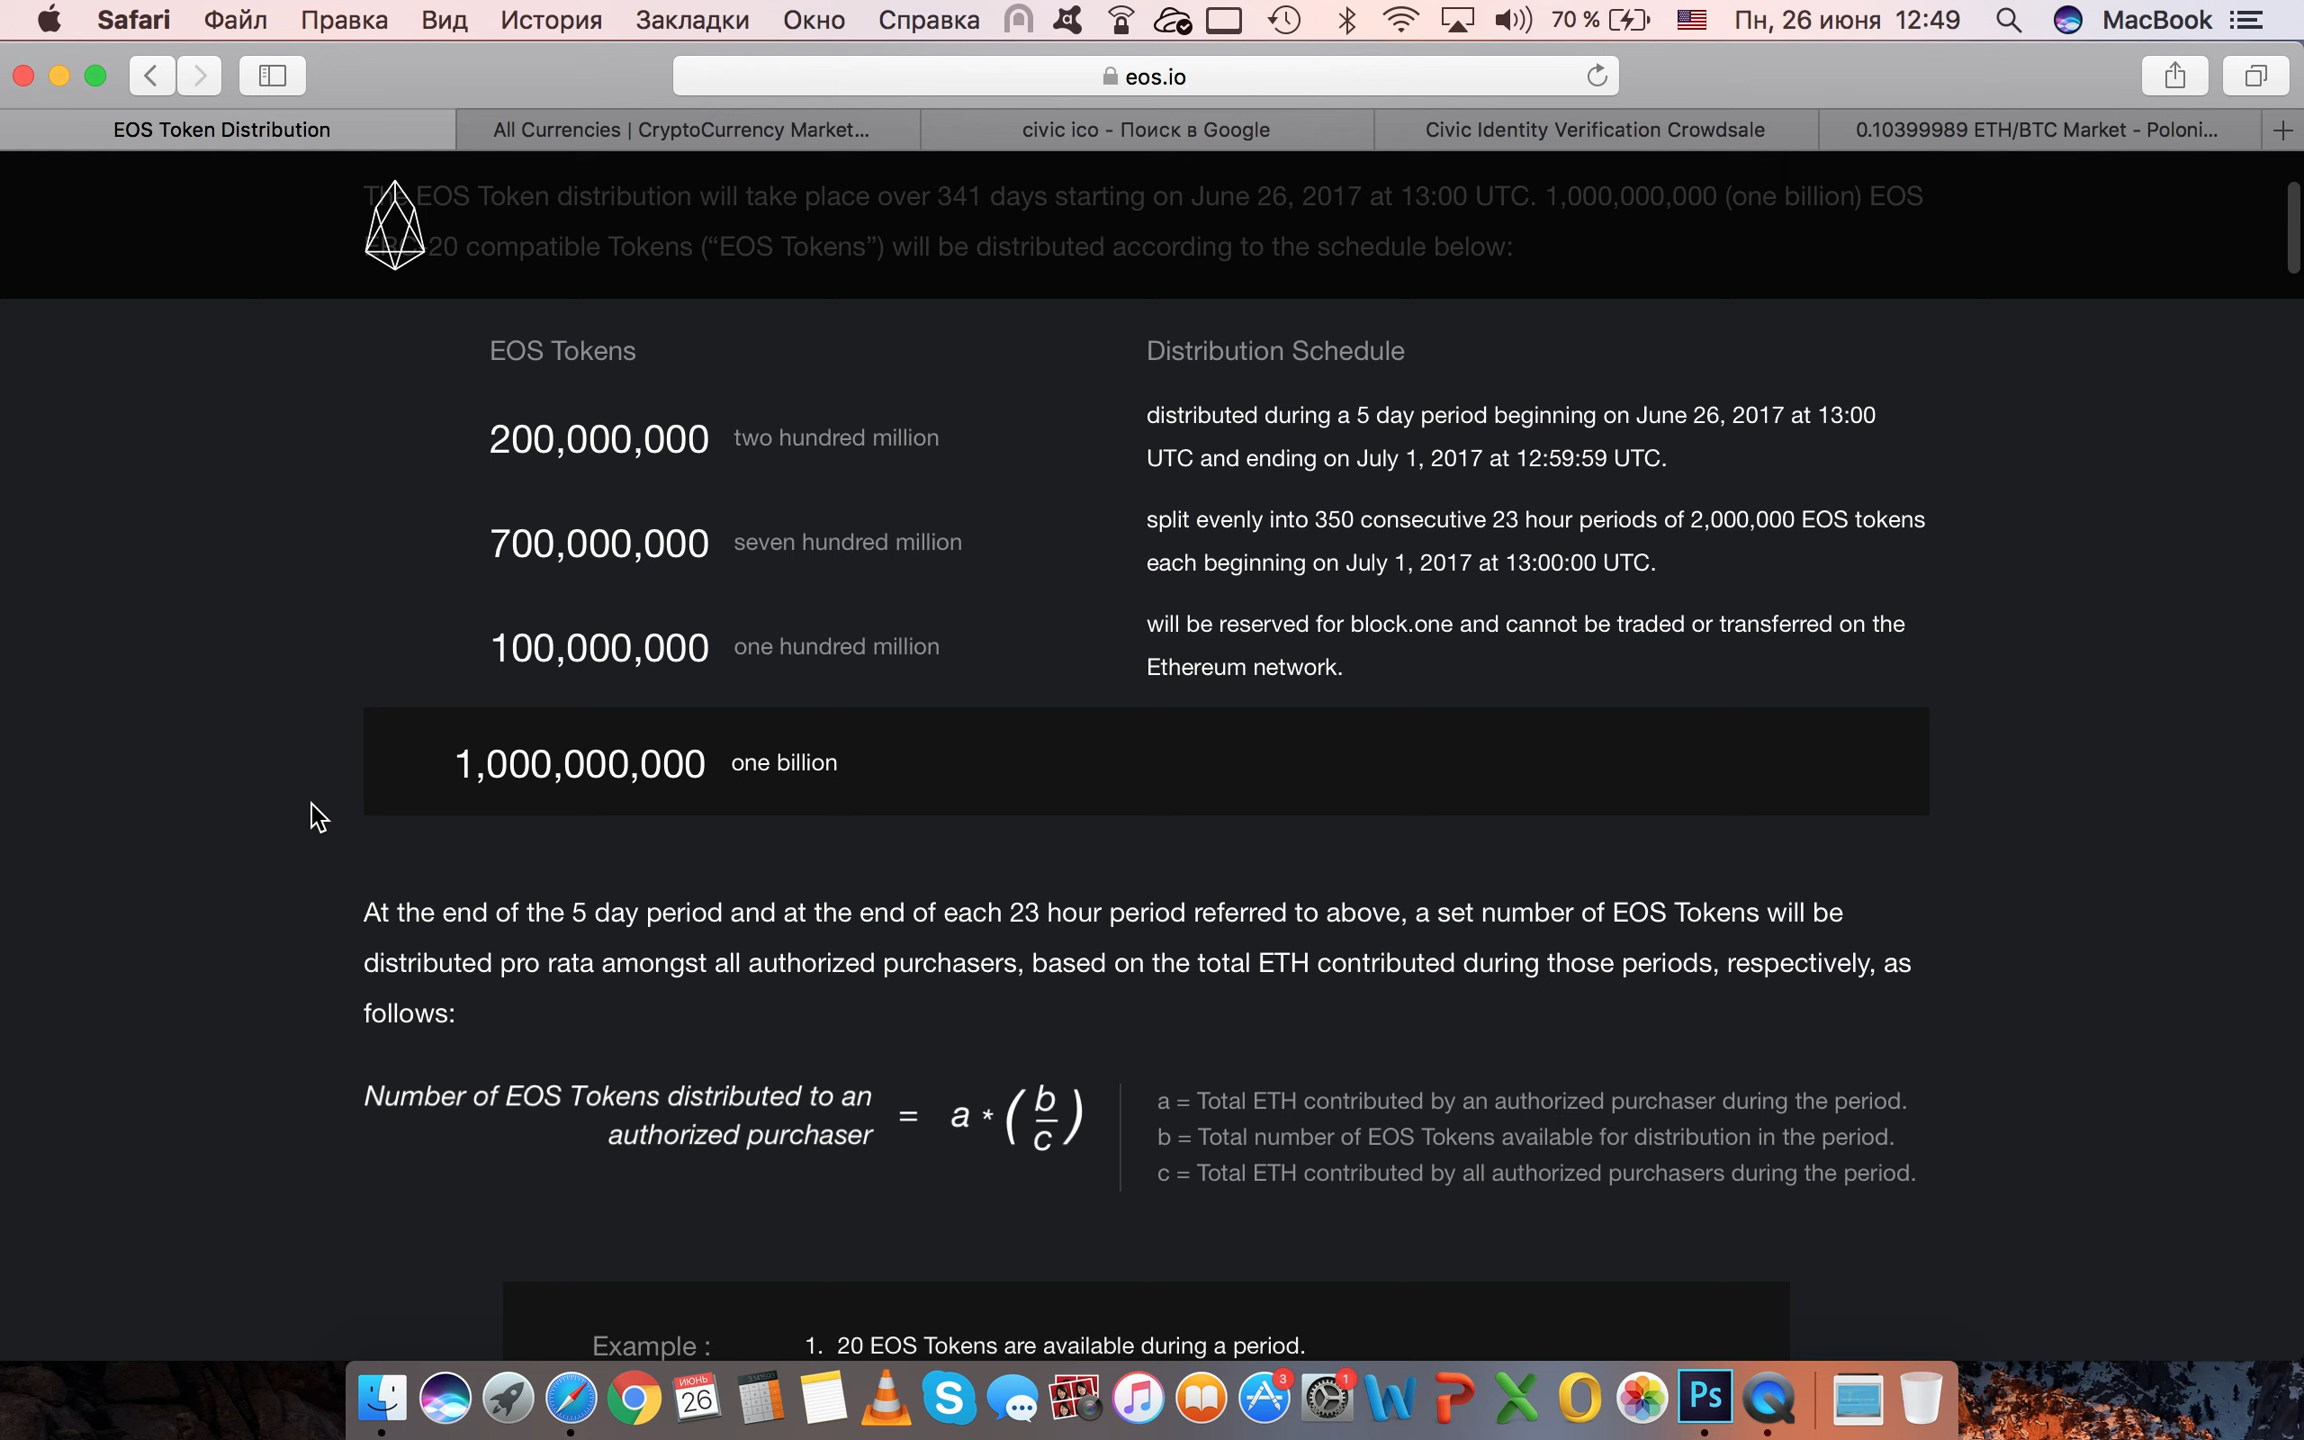 Safari Файл Правка Вид История Закладки Окно Справка 70 % Пн, 26 июня 12:49 MacBook
eos.io
EOS Token Distribution All Currencies | CryptoCurrency Market... civic ico - Поиск в Google Civic Identity Verification Crowdsale 0.10399989 ETH/BTC Market - Poloni...
The EOS Token distribution will take place over 341 days starting on June 26, 2017 at 13:00 UTC. 1,000,000,000 (one billion) EOS
20 compatible Tokens (“EOS Tokens”) will be distributed according to the schedule below:
EOS Tokens Distribution Schedule
200,000,000 two hundred million
distributed during a 5 day period beginning on June 26, 2017 at 13:00
UTC and ending on July 1, 2017 at 12:59:59 UTC.
700,000,000 seven hundred million
split evenly into 350 consecutive 23 hour periods of 2,000,000 EOS tokens
each beginning on July 1, 2017 at 13:00:00 UTC.
100,000,000 one hundred million
will be reserved for block.one and cannot be traded or transferred on the
Ethereum network.
1,000,000,000 one billion
At the end of the 5 day period and at the end of each 23 hour period referred to above, a set number of EOS Tokens will be
distributed pro rata amongst all authorized purchasers, based on the total ETH contributed during those periods, respectively, as
follows:
Number of EOS Tokens distributed to an
authorized purchaser
= a * ( b
c )
a = Total ETH contributed by an authorized purchaser during the period.
b = Total number of EOS Tokens available for distribution in the period.
c = Total ETH contributed by all authorized purchasers during the period.
Example : 1. 20 EOS Tokens are available during a period.
ИЮНЬ
26
3
1
Ps